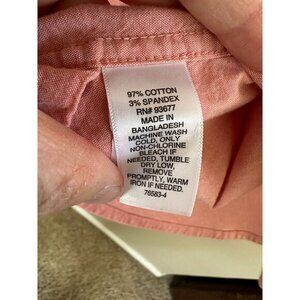 97% COTTON
3% SPANDEX
RN# 93677
MADE IN
BANGLADESH
MACHINE WASH
COLD, ONLY
NON-CHLORINE
BLEACH IF
NEEDED, TUMBLE
DRY LOW,
REMOVE
PROMPTLY, WARM
IRON IF NEEDED.
76583-4